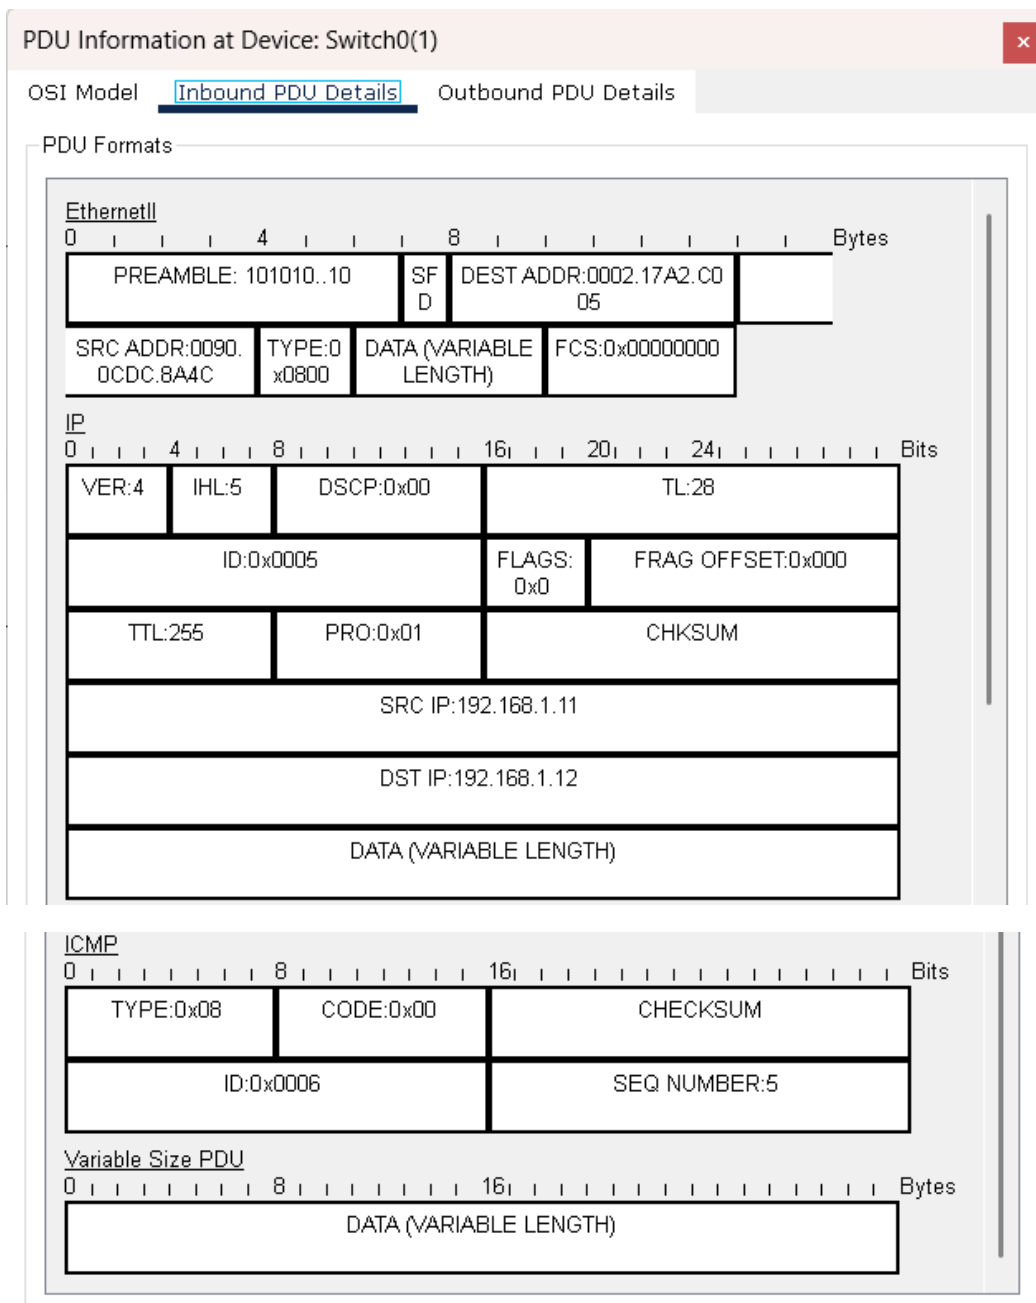 PDU Information at Device: Switch0(1)
x
OSI Model Inbound PDU Details Outbound PDU Details
PDU Formats
EthernetII
0 4 8 Bytes
PREAMBLE: 101010..10 SF D DEST ADDR:0002.17A2.C0 05
SRC ADDR:0090. 0CDC.8A4C TYPE:0 x0800 DATA (VARIABLE LENGTH) FCS:0x00000000
IP
0 4 8 16 20 24 Bits
VER:4 IHL:5 DSCP:0x00 TL:28
ID:0x0005 FLAGS: 0x0 FRAG OFFSET:0x000
TTL:255 PRO:0x01 CHKSUM
SRC IP:192.168.1.11
DST IP:192.168.1.12
DATA (VARIABLE LENGTH)
ICMP
0 8 16 Bits
TYPE:0x08 CODE:0x00 CHECKSUM
ID:0x0006 SEQ NUMBER:5
Variable Size PDU
0 8 16 Bytes
DATA (VARIABLE LENGTH)